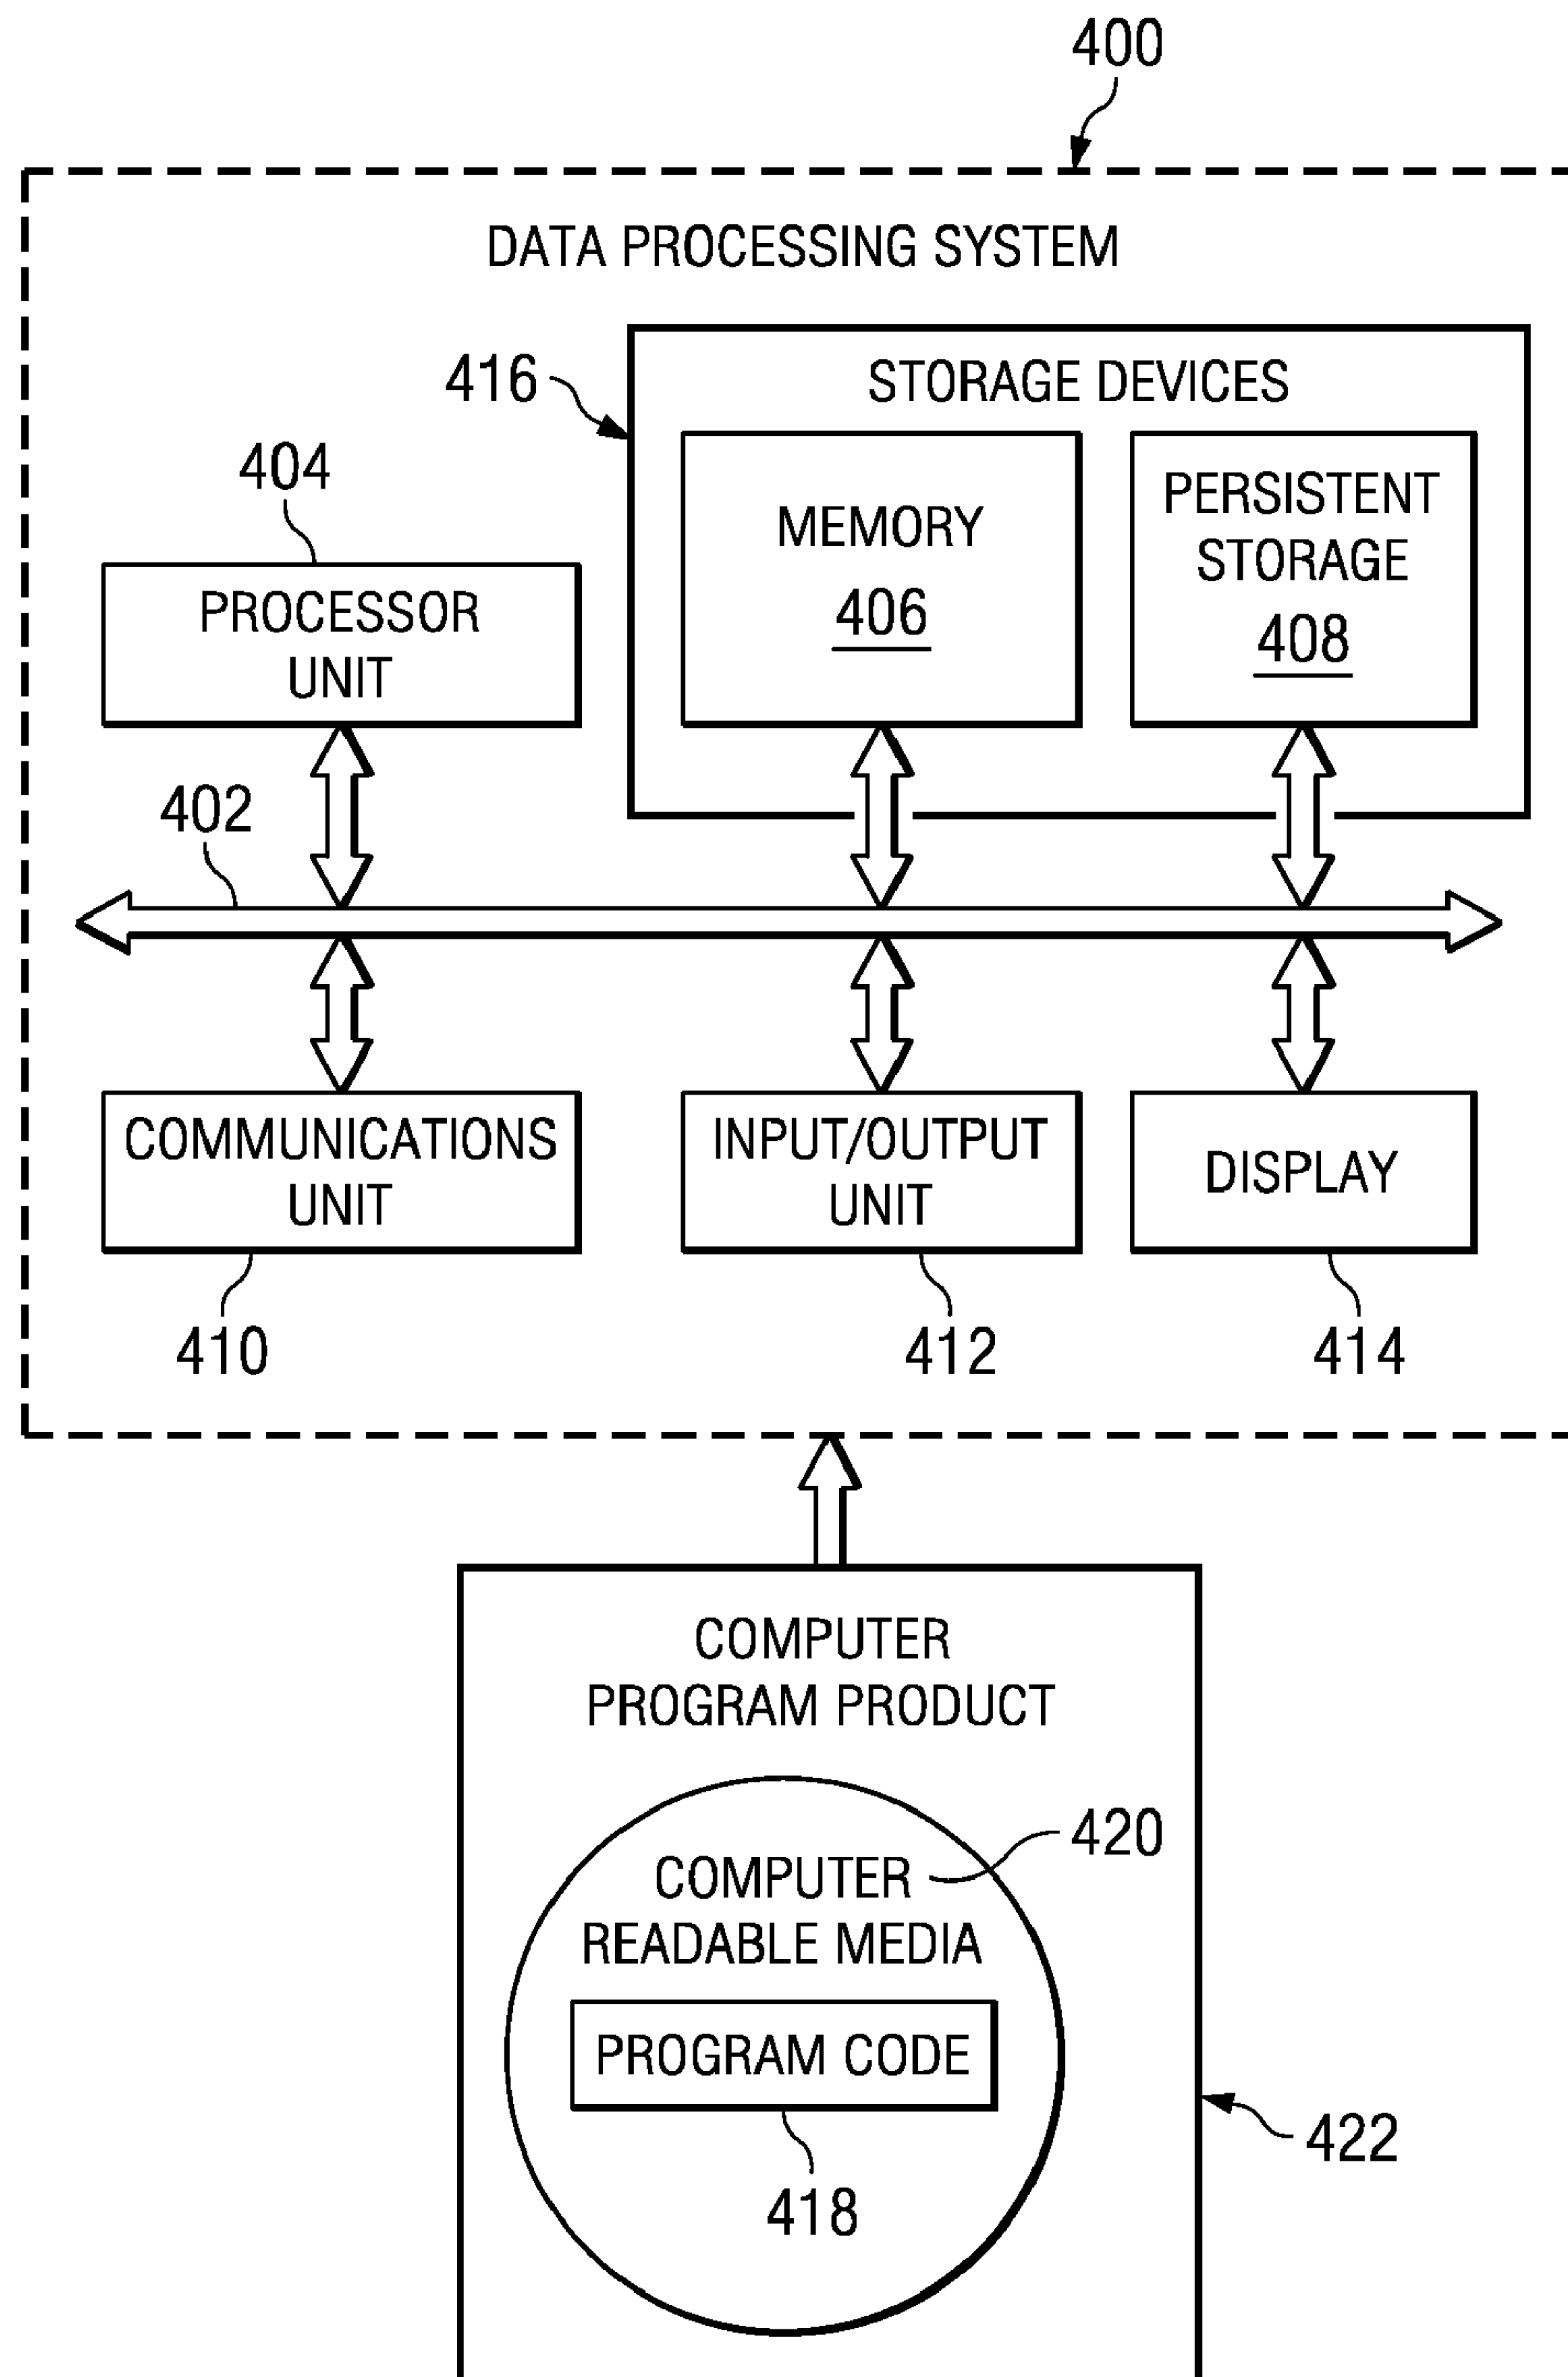 400
DATA PROCESSING SYSTEM
416
STORAGE DEVICES
404
MEMORY
406
PERSISTENT
STORAGE
408
PROCESSOR
UNIT
402
COMMUNICATIONS
UNIT
INPUT/OUTPUT
UNIT
DISPLAY
410
412
414
COMPUTER
PROGRAM PRODUCT
420
COMPUTER
READABLE MEDIA
PROGRAM CODE
418
422